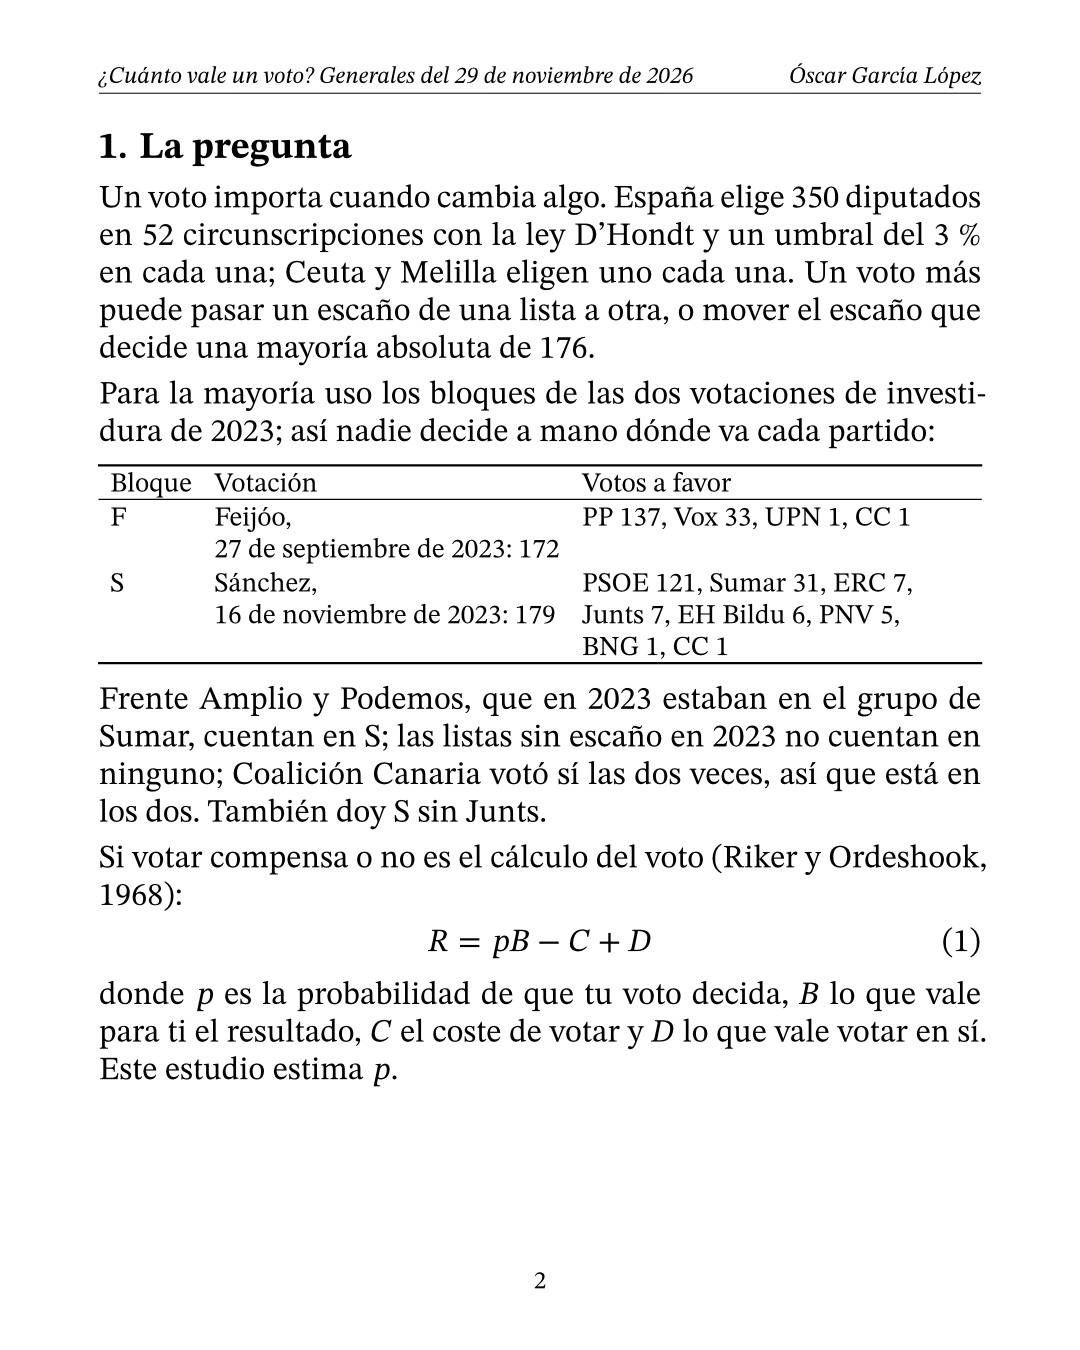 ¿Cuánto vale un voto? Generales del 29 de noviembre de 2026 Óscar García López
1. La pregunta
Un voto importa cuando cambia algo. España elige 350 diputados
en 52 circunscripciones con la ley D’Hondt y un umbral del 3 %
en cada una; Ceuta y Melilla eligen uno cada una. Un voto más
puede pasar un escaño de una lista a otra, o mover el escaño que
decide una mayoría absoluta de 176.
Para la mayoría uso los bloques de las dos votaciones de investi-
dura de 2023; así nadie decide a mano dónde va cada partido:
Bloque Votación Votos a favor
F Feijóo, PP 137, Vox 33, UPN 1, CC 1
27 de septiembre de 2023: 172
S Sánchez, PSOE 121, Sumar 31, ERC 7,
16 de noviembre de 2023: 179 Junts 7, EH Bildu 6, PNV 5,
BNG 1, CC 1
Frente Amplio y Podemos, que en 2023 estaban en el grupo de
Sumar, cuentan en S; las listas sin escaño en 2023 no cuentan en
ninguno; Coalición Canaria votó sí las dos veces, así que está en
los dos. También doy S sin Junts.
Si votar compensa o no es el cálculo del voto (Riker y Ordeshook,
1968):
R = pB − C + D (1)
donde p es la probabilidad de que tu voto decida, B lo que vale
para ti el resultado, C el coste de votar y D lo que vale votar en sí.
Este estudio estima p.
2